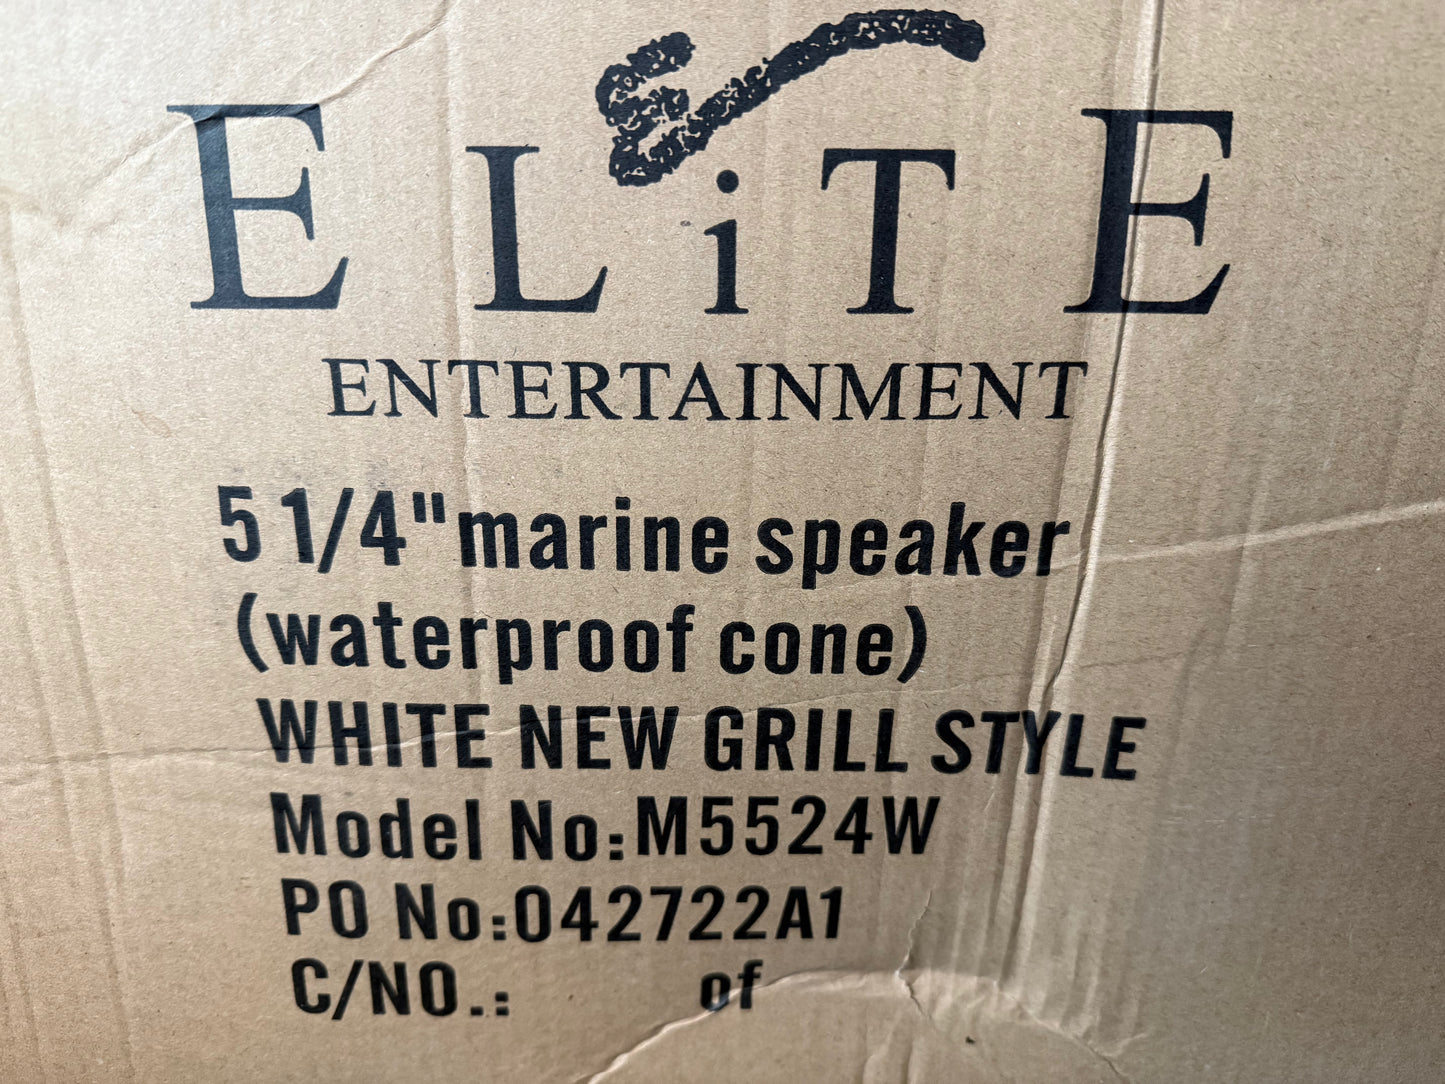 ELiTE
ENTERTAINMENT
5 1/4" marine speaker
(waterproof cone)
WHITE NEW GRILL STYLE
Model No:M5524W
PO No:042722A1
C/NO.: of